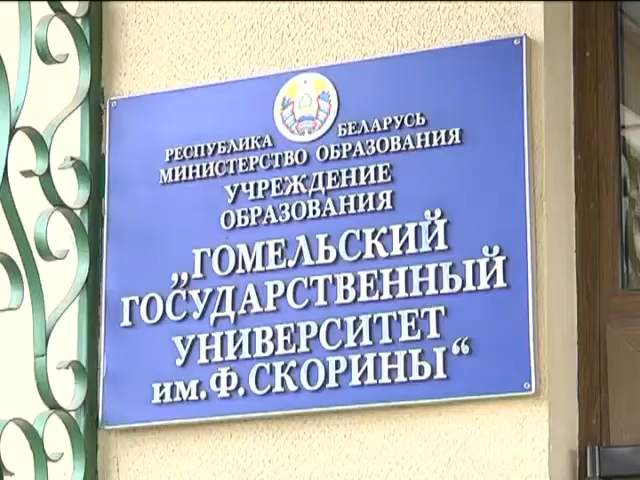 РЕСПУБЛИКА БЕЛАРУСЬ
МИНИСТЕРСТВО ОБРАЗОВАНИЯ
УЧРЕЖДЕНИЕ
ОБРАЗОВАНИЯ
„ГОМЕЛЬСКИЙ
ГОСУДАРСТВЕННЫЙ
УНИВЕРСИТЕТ
им. Ф. СКОРИНЫ“